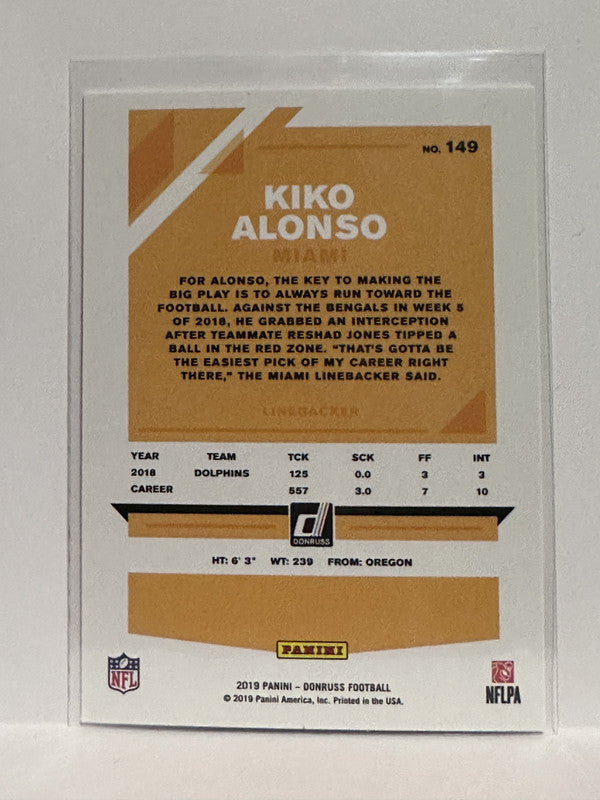 NO. 149
KIKO
ALONSO
MIAMI
FOR ALONSO, THE KEY TO MAKING THE
BIG PLAY IS TO ALWAYS RUN TOWARD THE
FOOTBALL. AGAINST THE BENGALS IN WEEK 5
OF 2018, HE GRABBED AN INTERCEPTION
AFTER TEAMMATE RESHAD JONES TIPPED A
BALL IN THE RED ZONE. “THAT'S GOTTA BE
THE EASIEST PICK OF MY CAREER RIGHT
THERE,” THE MIAMI LINEBACKER SAID.
LINEBACKER
YEAR TEAM TCK SCK FF INT
2018 DOLPHINS 125 0.0 3 3
CAREER 557 3.0 7 10
DONRUSS
HT: 6' 3" WT: 239 FROM: OREGON
PANINI
NFL
2019 PANINI – DONRUSS FOOTBALL
© 2019 Panini America, Inc. Printed in the USA.
NFLPA